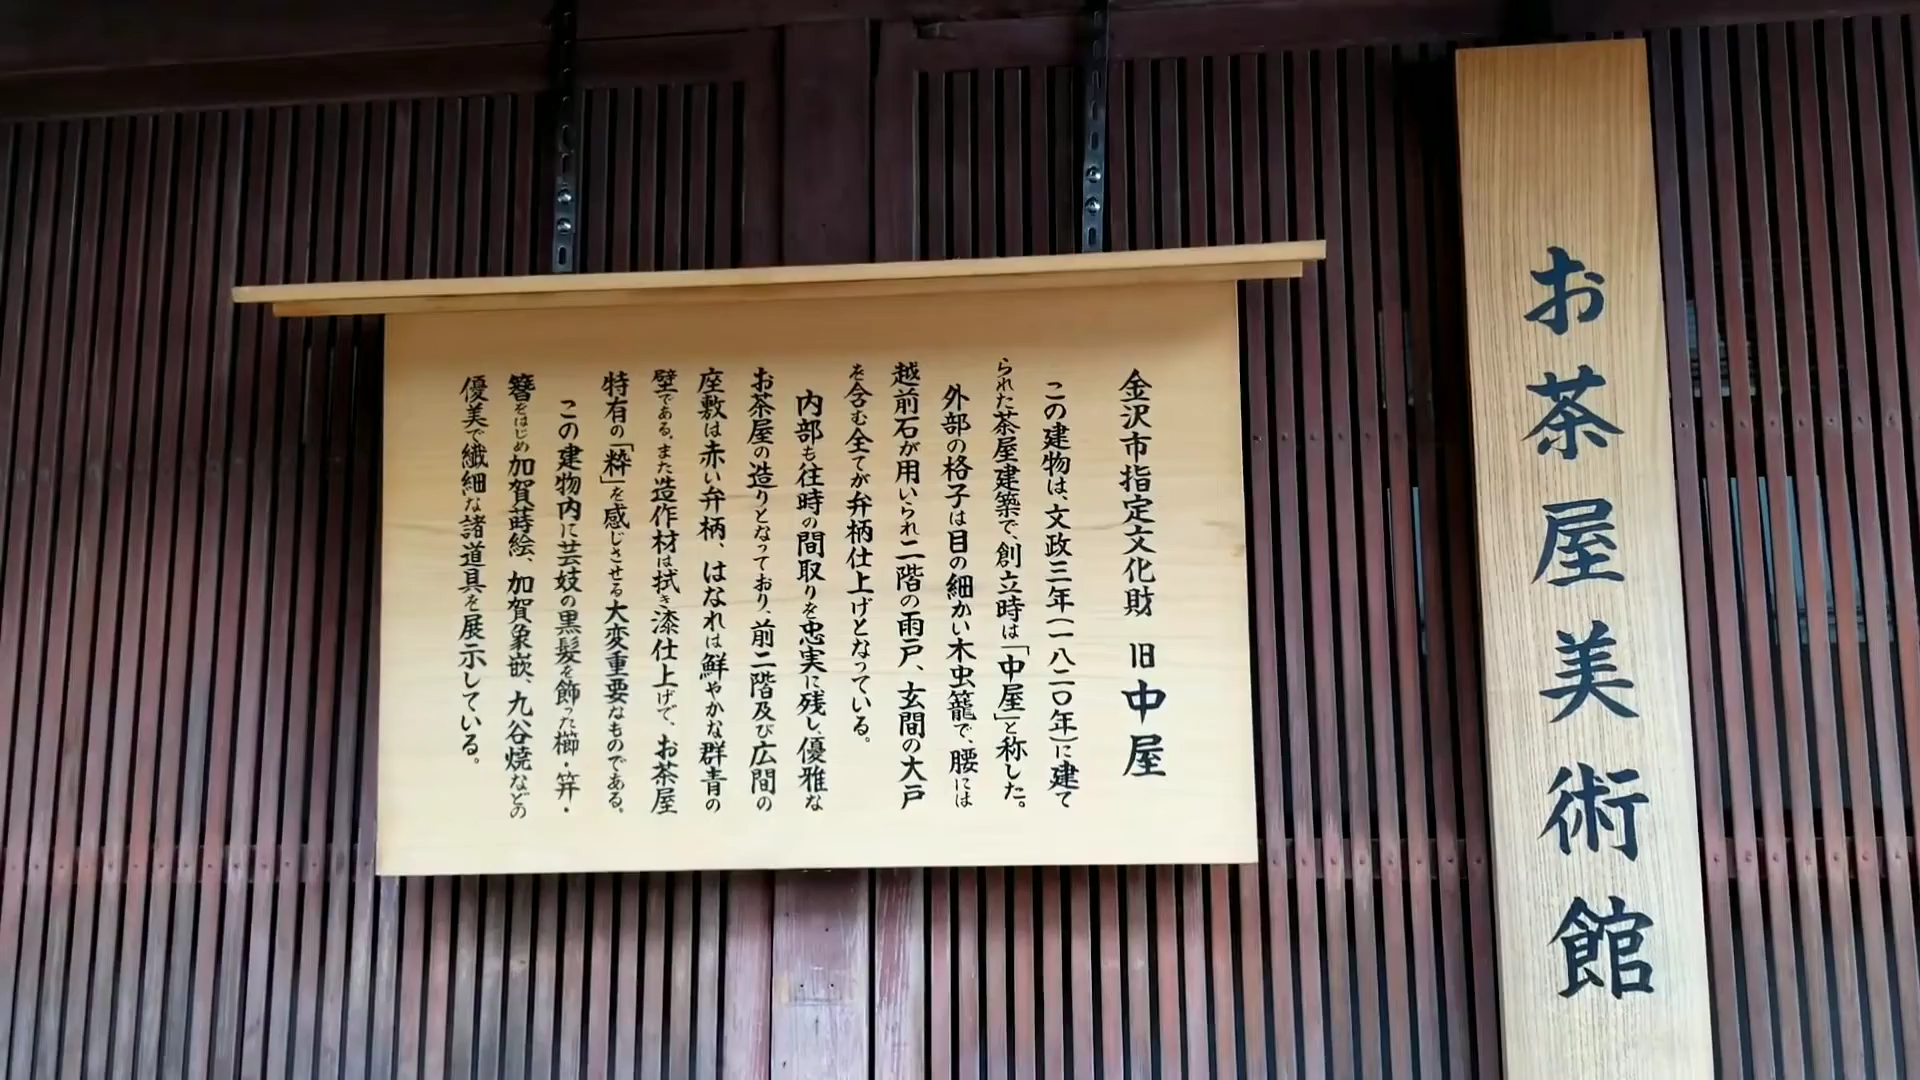 お茶屋美術館
金沢市指定文化財 旧中屋
この建物は、文政三年(一八二〇年)に建て
られた茶屋建築で、創立時は「中屋」と称した。
外部の格子は目の細かい木虫籠で、腰には
越前石が用いられ二階の雨戸、玄間の大戸
を含む全てが弁柄仕上げとなっている。
内部も往時の間取りを忠実に残し、優雅な
お茶屋の造りとなっており、前二階及び広間の
座敷は赤い弁柄、はなれは鮮やかな群青の
壁である。また造作材は拭き漆仕上げで、お茶屋
特有の「粋」を感じさせる大変重要なものである。
この建物内に芸妓の黒髪を飾った櫛・笄・
簪をはじめ加賀蒔絵、加賀象嵌、九谷焼などの
優美で繊細な諸道具を展示している。